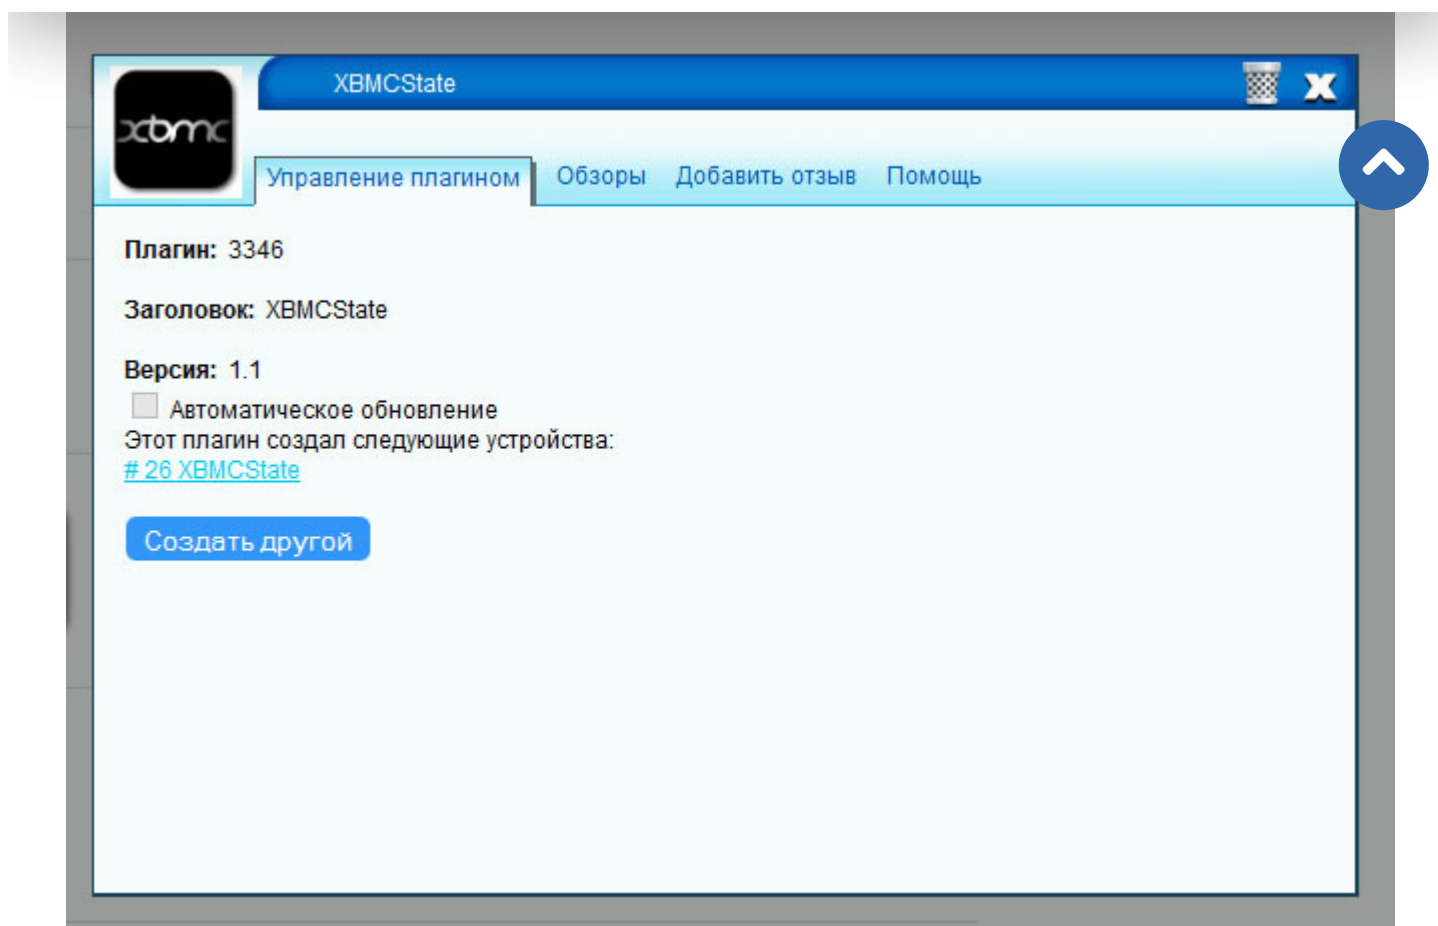 XBMCState
xbmc
Управление плагином Обзоры Добавить отзыв Помощь
Плагин: 3346
Заголовок: XBMCState
Версия: 1.1
Автоматическое обновление
Этот плагин создал следующие устройства:
# 26 XBMCState
Создать другой